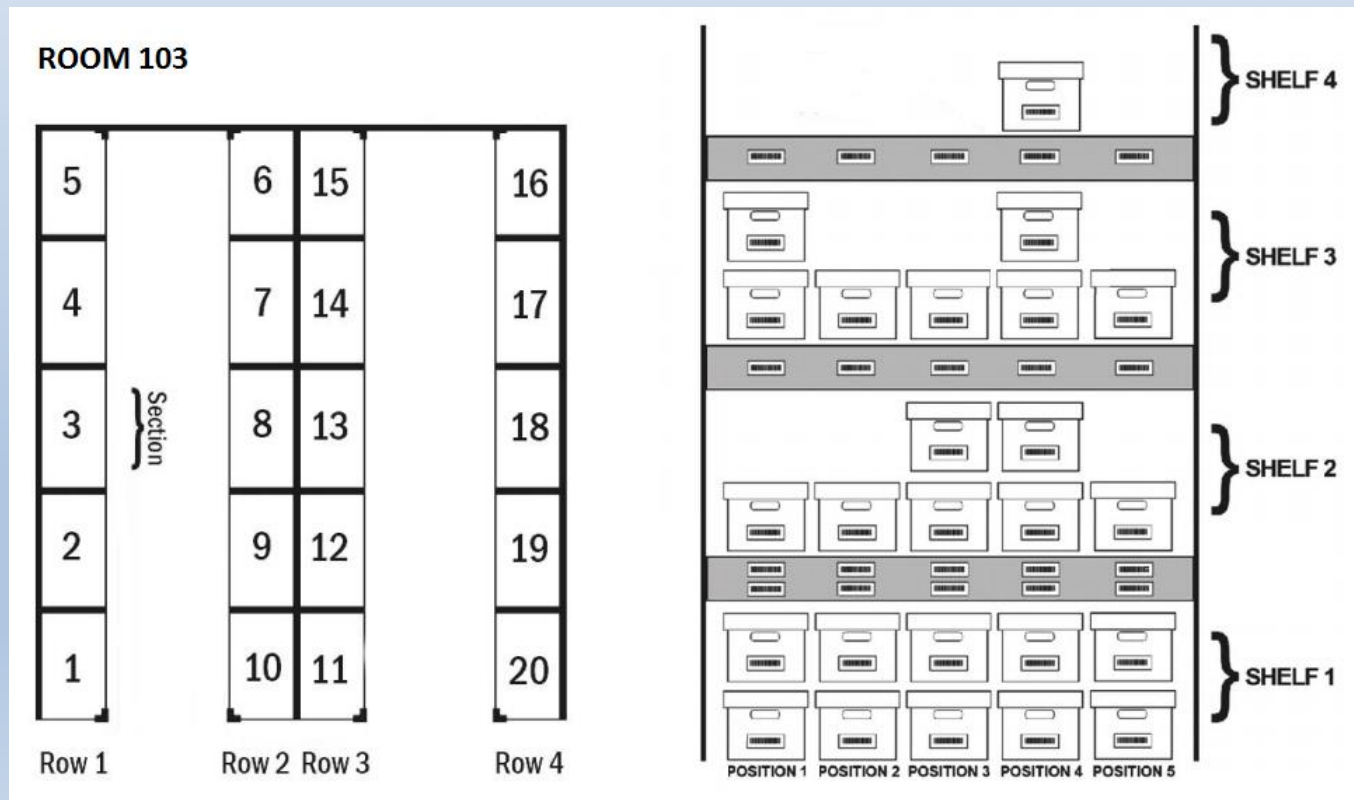 ROOM 103
5
6
15
16
4
7
14
17
3
Section
8
13
18
2
9
12
19
1
10
11
20
Row 1
Row 2
Row 3
Row 4
SHELF 4
SHELF 3
SHELF 2
SHELF 1
POSITION 1
POSITION 2
POSITION 3
POSITION 4
POSITION 5